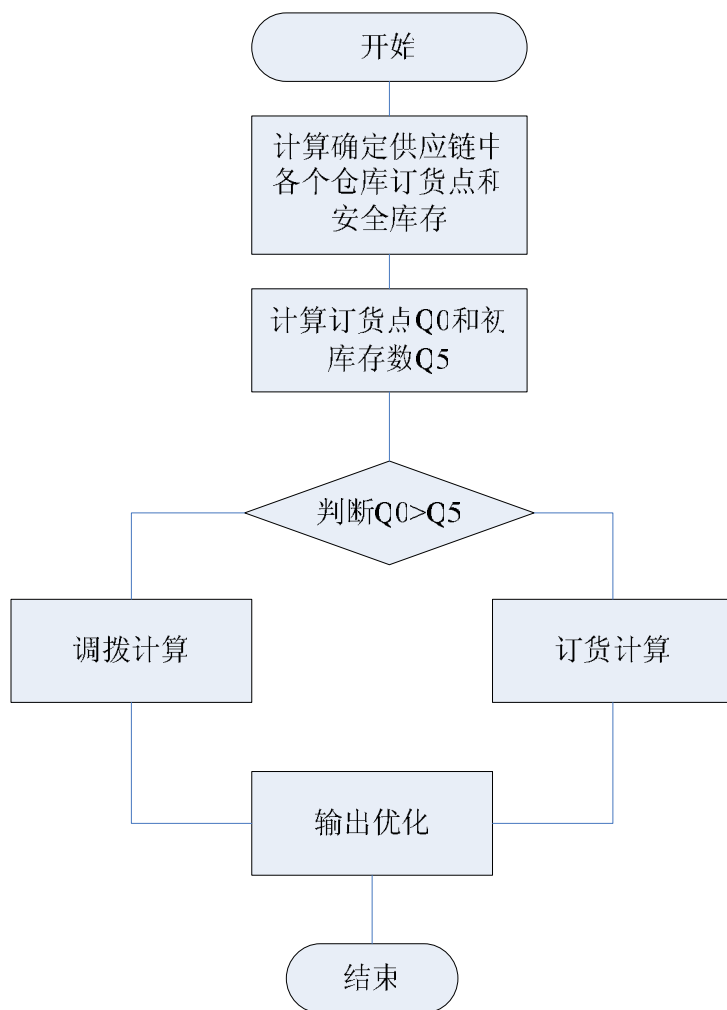 开始
计算确定供应链中
各个仓库订货点和
安全库存
计算订货点Q0和初
库存数Q5
判断Q0>Q5
调拨计算
订货计算
输出优化
结束